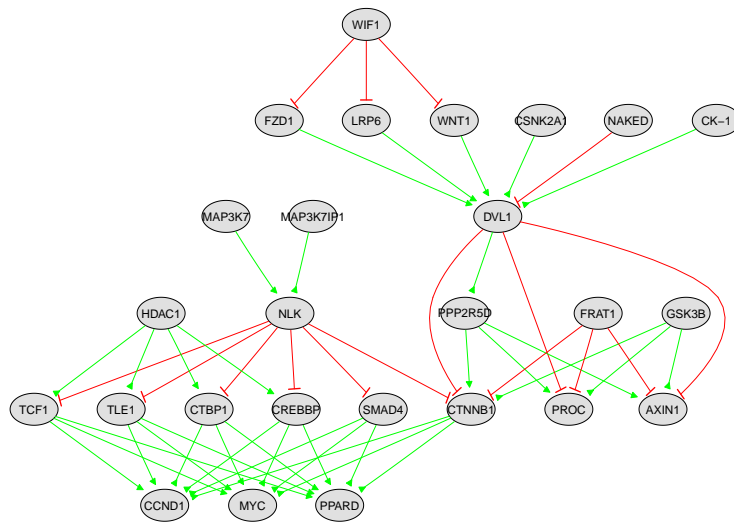 WIF1
FZD1 LRP6 WNT1 CSNK2A1 NAKED CK-1
MAP3K7 MAP3K7IP1 DVL1
HDAC1 NLK PPP2R5D FRAT1 GSK3B
TCF1 TLE1 CTBP1 CREBBP SMAD4 CTNNB1 PROC AXIN1
CCND1 MYC PPARD